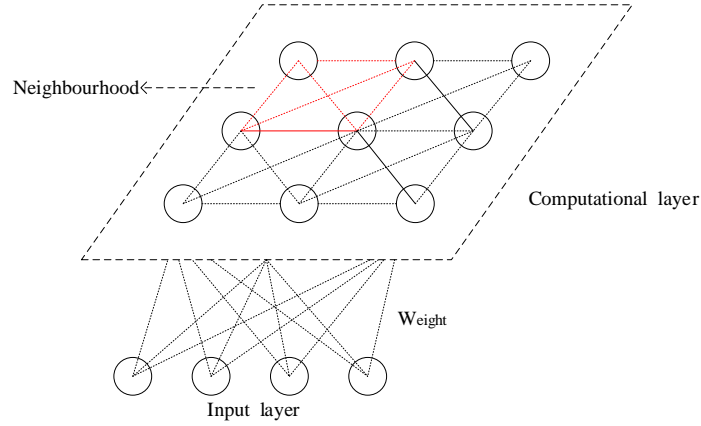 Neighbourhood
Computational layer
Weight
Input layer